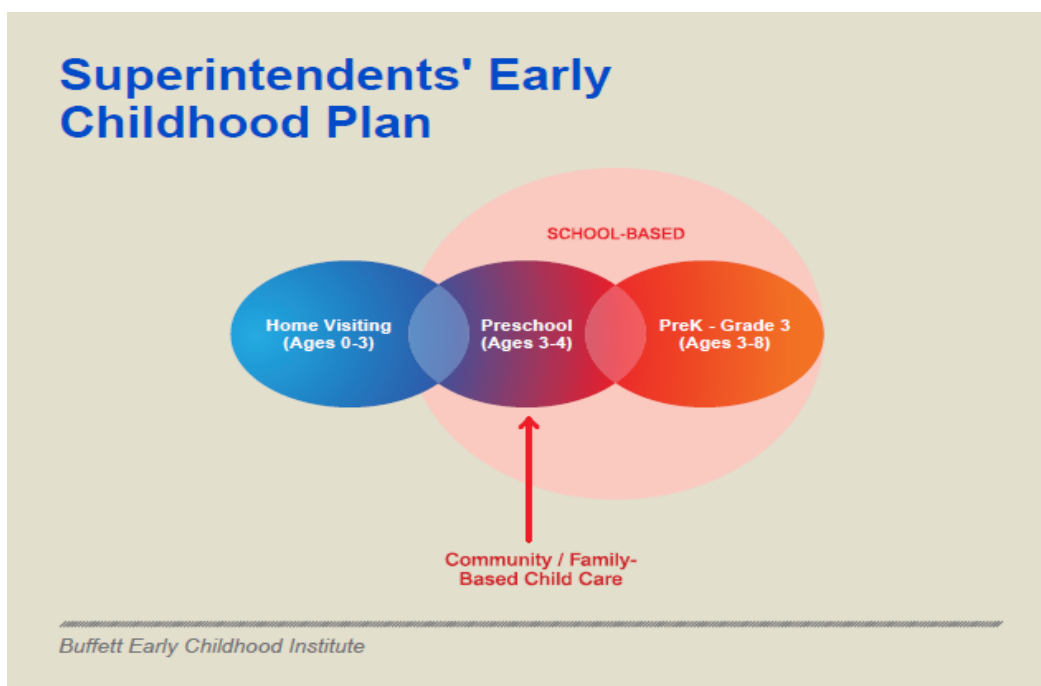 Superintendents' Early
Childhood Plan
SCHOOL-BASED
Home Visiting
(Ages 0-3)
Preschool
(Ages 3-4)
PreK - Grade 3
(Ages 3-8)
Community / Family-
Based Child Care
Buffett Early Childhood Institute